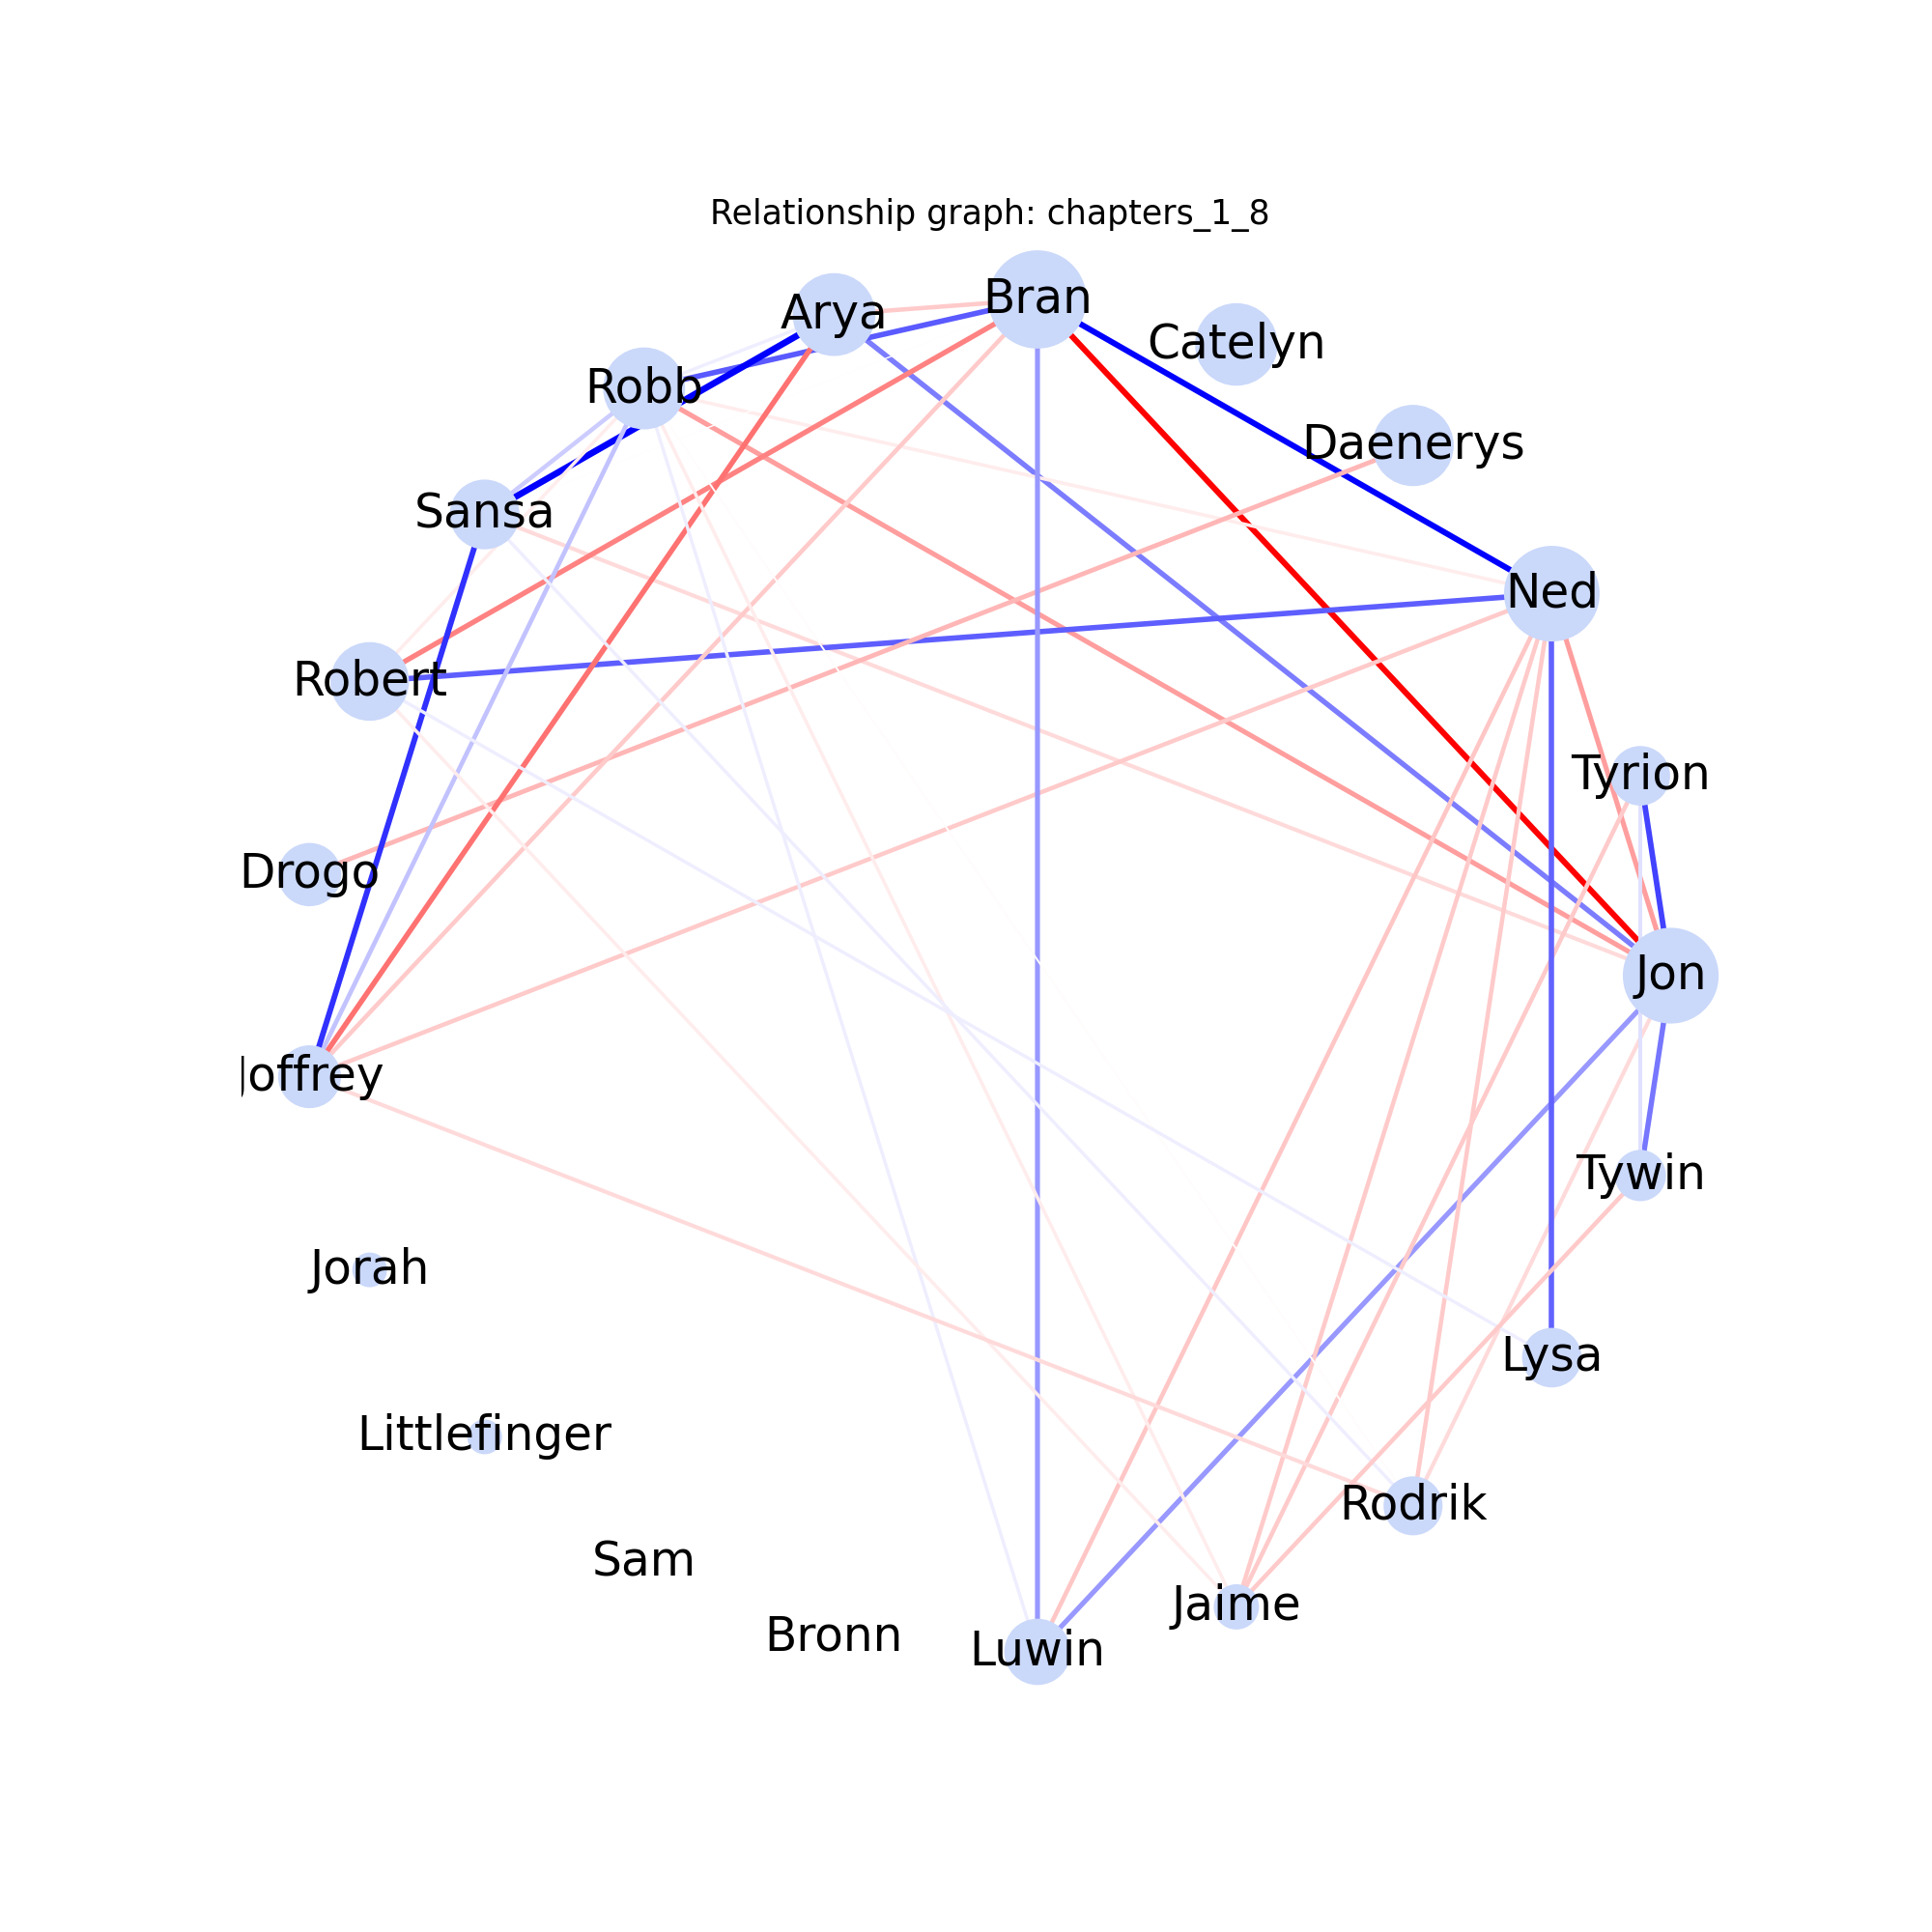 Relationship graph: chapters_1_8
Bran
Arya
Catelyn
Robb
Daenerys
Sansa
Ned
Robert
Tyrion
Drogo
Jon
Joffrey
Tywin
Jorah
Lysa
Littlefinger
Rodrik
Sam
Jaime
Bronn
Luwin